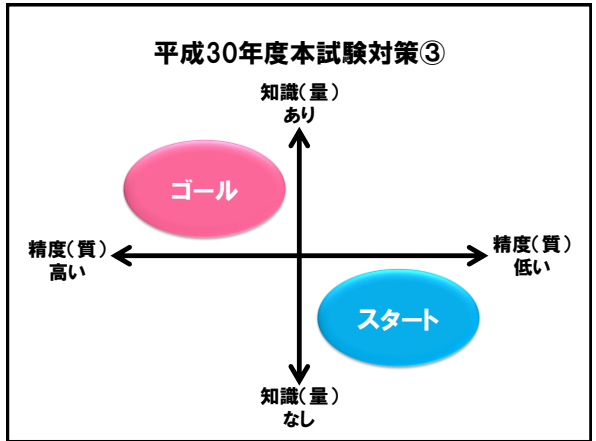 平成30年度本試験対策③
知識(量)
あり
ゴール
精度(質)
高い
精度(質)
低い
スタート
知識(量)
なし